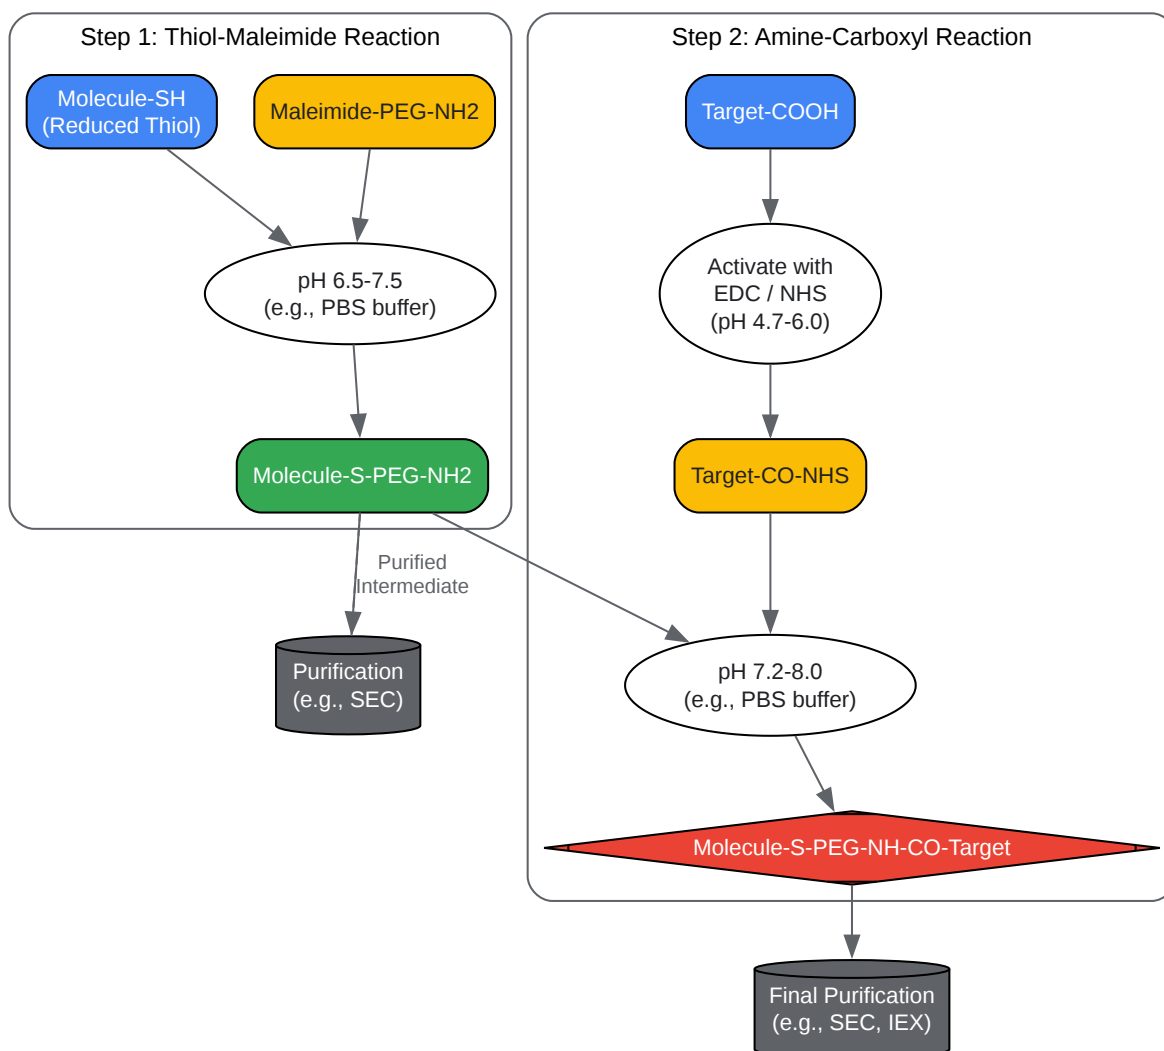 Step 1: Thiol-Maleimide Reaction
Molecule-SH
(Reduced Thiol)
Maleimide-PEG-NH2
pH 6.5-7.5
(e.g., PBS buffer)
Molecule-S-PEG-NH2
Purified
Intermediate
Purification
(e.g., SEC)
Step 2: Amine-Carboxyl Reaction
Target-COOH
Activate with
EDC / NHS
(pH 4.7-6.0)
Target-CO-NHS
pH 7.2-8.0
(e.g., PBS buffer)
Molecule-S-PEG-NH-CO-Target
Final Purification
(e.g., SEC, IEX)